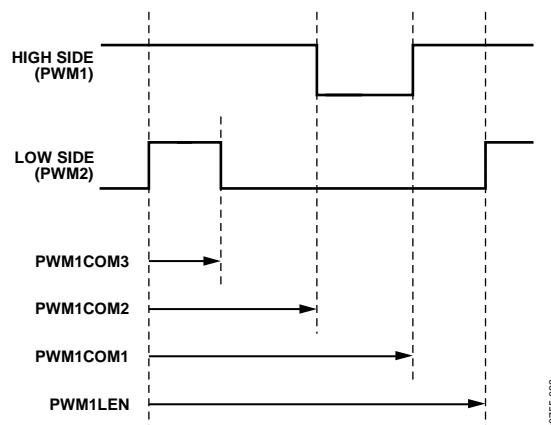 HIGH SIDE
(PWM1)
LOW SIDE
(PWM2)
PWM1COM3
PWM1COM2
PWM1COM1
PWM1LEN